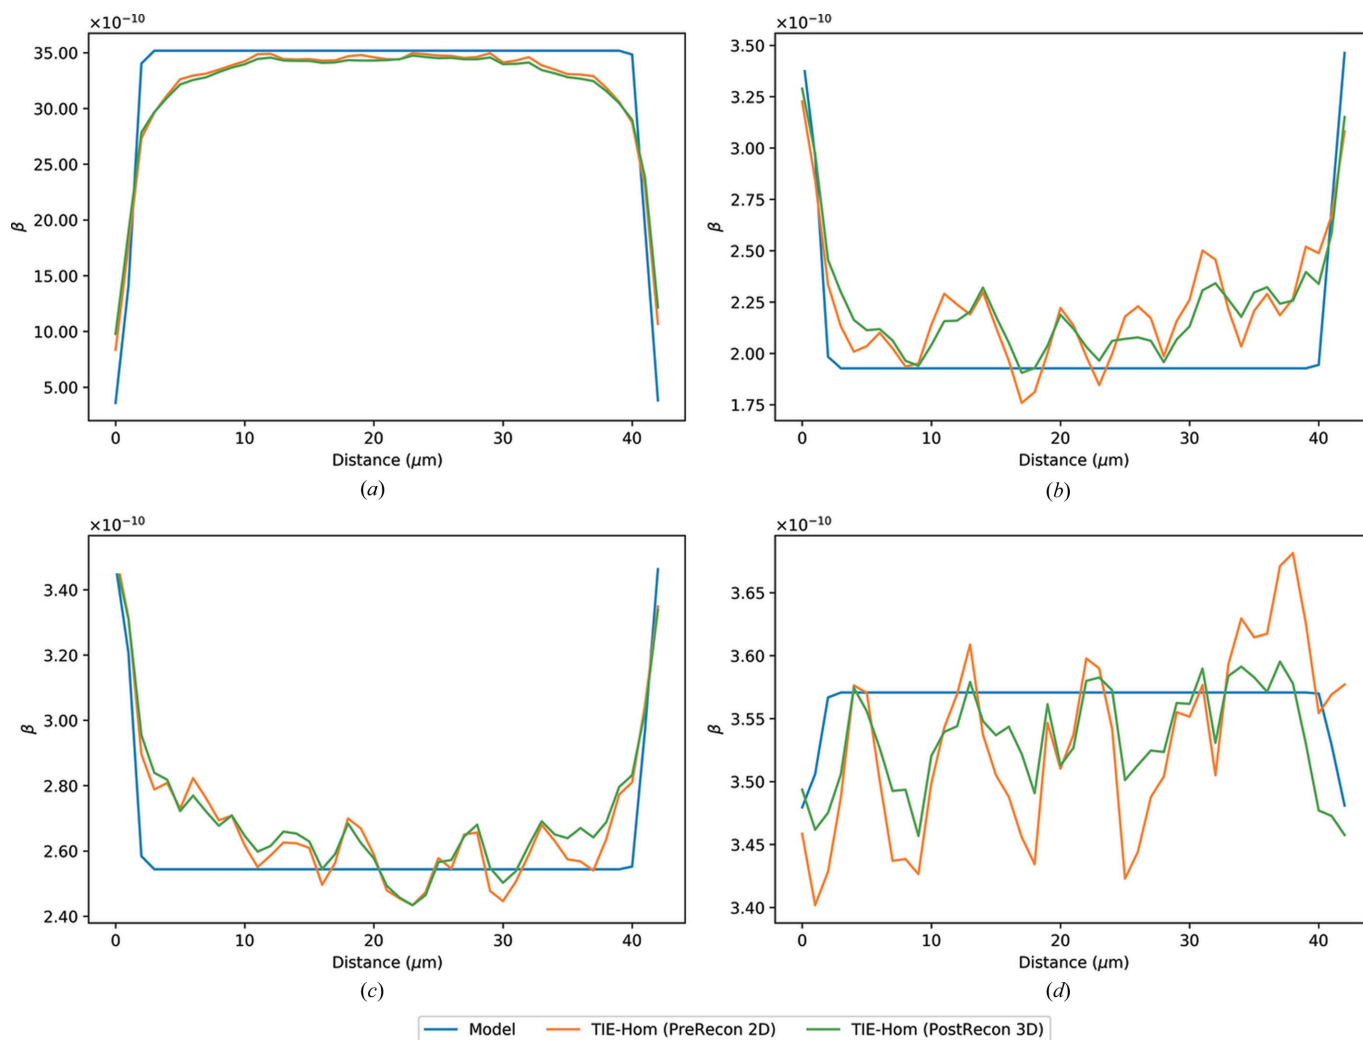 ×10⁻¹⁰
35.00
30.00
25.00
20.00
15.00
10.00
5.00
β
0 10 20 30 40
Distance (μm)
(a)
×10⁻¹⁰
3.50
3.25
3.00
2.75
2.50
2.25
2.00
1.75
β
0 10 20 30 40
Distance (μm)
(b)
×10⁻¹⁰
3.40
3.20
3.00
2.80
2.60
2.40
β
0 10 20 30 40
Distance (μm)
(c)
×10⁻¹⁰
3.65
3.60
3.55
3.50
3.45
3.40
β
0 10 20 30 40
Distance (μm)
(d)
Model TIE-Hom (PreRecon 2D) TIE-Hom (PostRecon 3D)